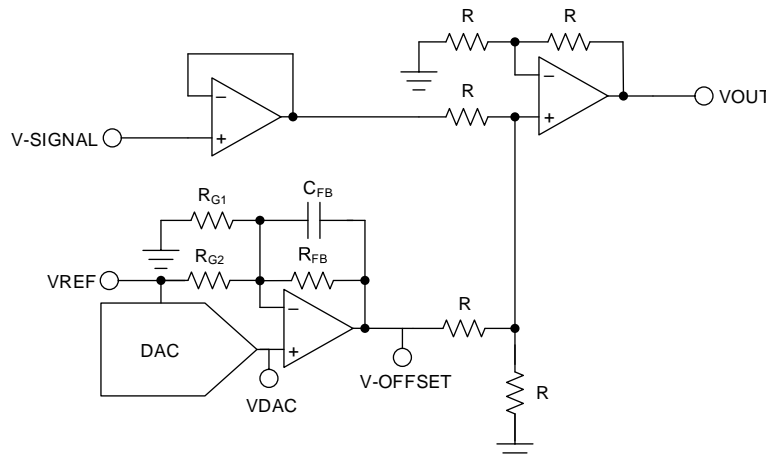 R
R
R
VOUT
V-SIGNAL
−
+
−
+
RG1
CFB
RG2
RFB
VREF
R
DAC
−
+
VDAC
V-OFFSET
R